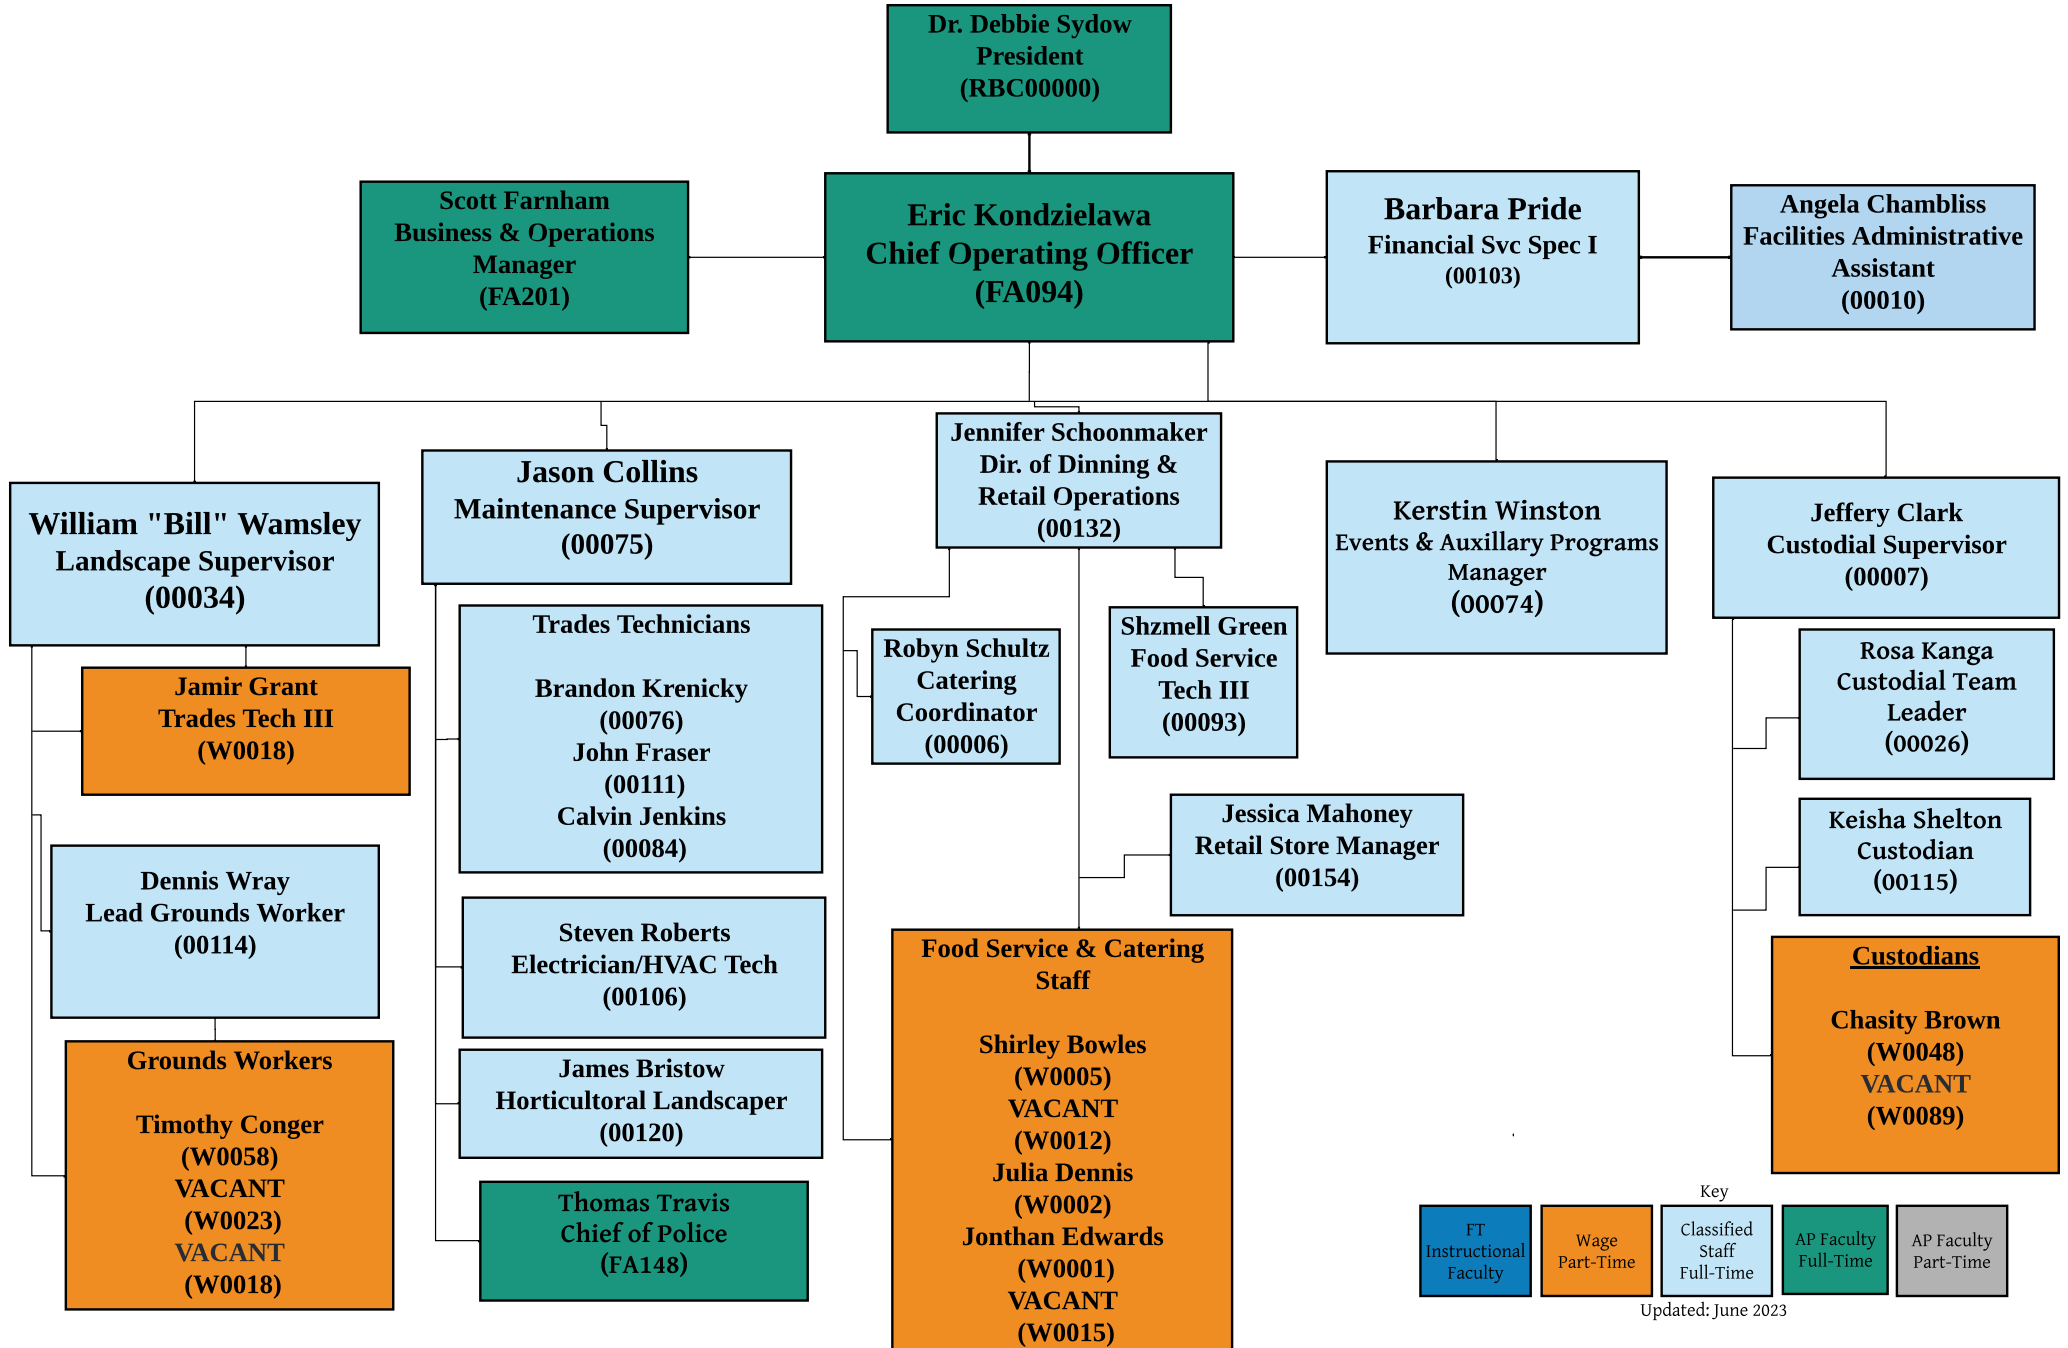 Dr. Debbie Sydow
President
(RBC00000)
Scott Farnham
Business & Operations
Manager
(FA201)
Eric Kondzielawa
Chief Operating Officer
(FA094)
Barbara Pride
Financial Svc Spec I
(00103)
Angela Chambliss
Facilities Administrative
Assistant
(00010)
William "Bill" Wamsley
Landscape Supervisor
(00034)
Jamir Grant
Trades Tech III
(W0018)
Dennis Wray
Lead Grounds Worker
(00114)
Grounds Workers
Timothy Conger
(W0058)
VACANT
(W0023)
VACANT
(W0018)
Jason Collins
Maintenance Supervisor
(00075)
Trades Technicians
Brandon Krenicky
(00076)
John Fraser
(00111)
Calvin Jenkins
(00084)
Steven Roberts
Electrician/HVAC Tech
(00106)
James Bristow
Horticultoral Landscaper
(00120)
Thomas Travis
Chief of Police
(FA148)
Jennifer Schoonmaker
Dir. of Dinning &
Retail Operations
(00132)
Robyn Schultz
Catering
Coordinator
(00006)
Shzmell Green
Food Service
Tech III
(00093)
Jessica Mahoney
Retail Store Manager
(00154)
Food Service & Catering
Staff
Shirley Bowles
(W0005)
VACANT
(W0012)
Julia Dennis
(W0002)
Jonthan Edwards
(W0001)
VACANT
(W0015)
Kerstin Winston
Events & Auxillary Programs
Manager
(00074)
Jeffery Clark
Custodial Supervisor
(00007)
Rosa Kanga
Custodial Team
Leader
(00026)
Keisha Shelton
Custodian
(00115)
Custodians
Chasity Brown
(W0048)
VACANT
(W0089)
Key
FT
Instructional
Faculty
Wage
Part-Time
Classified
Staff
Full-Time
AP Faculty
Full-Time
AP Faculty
Part-Time
Updated: June 2023